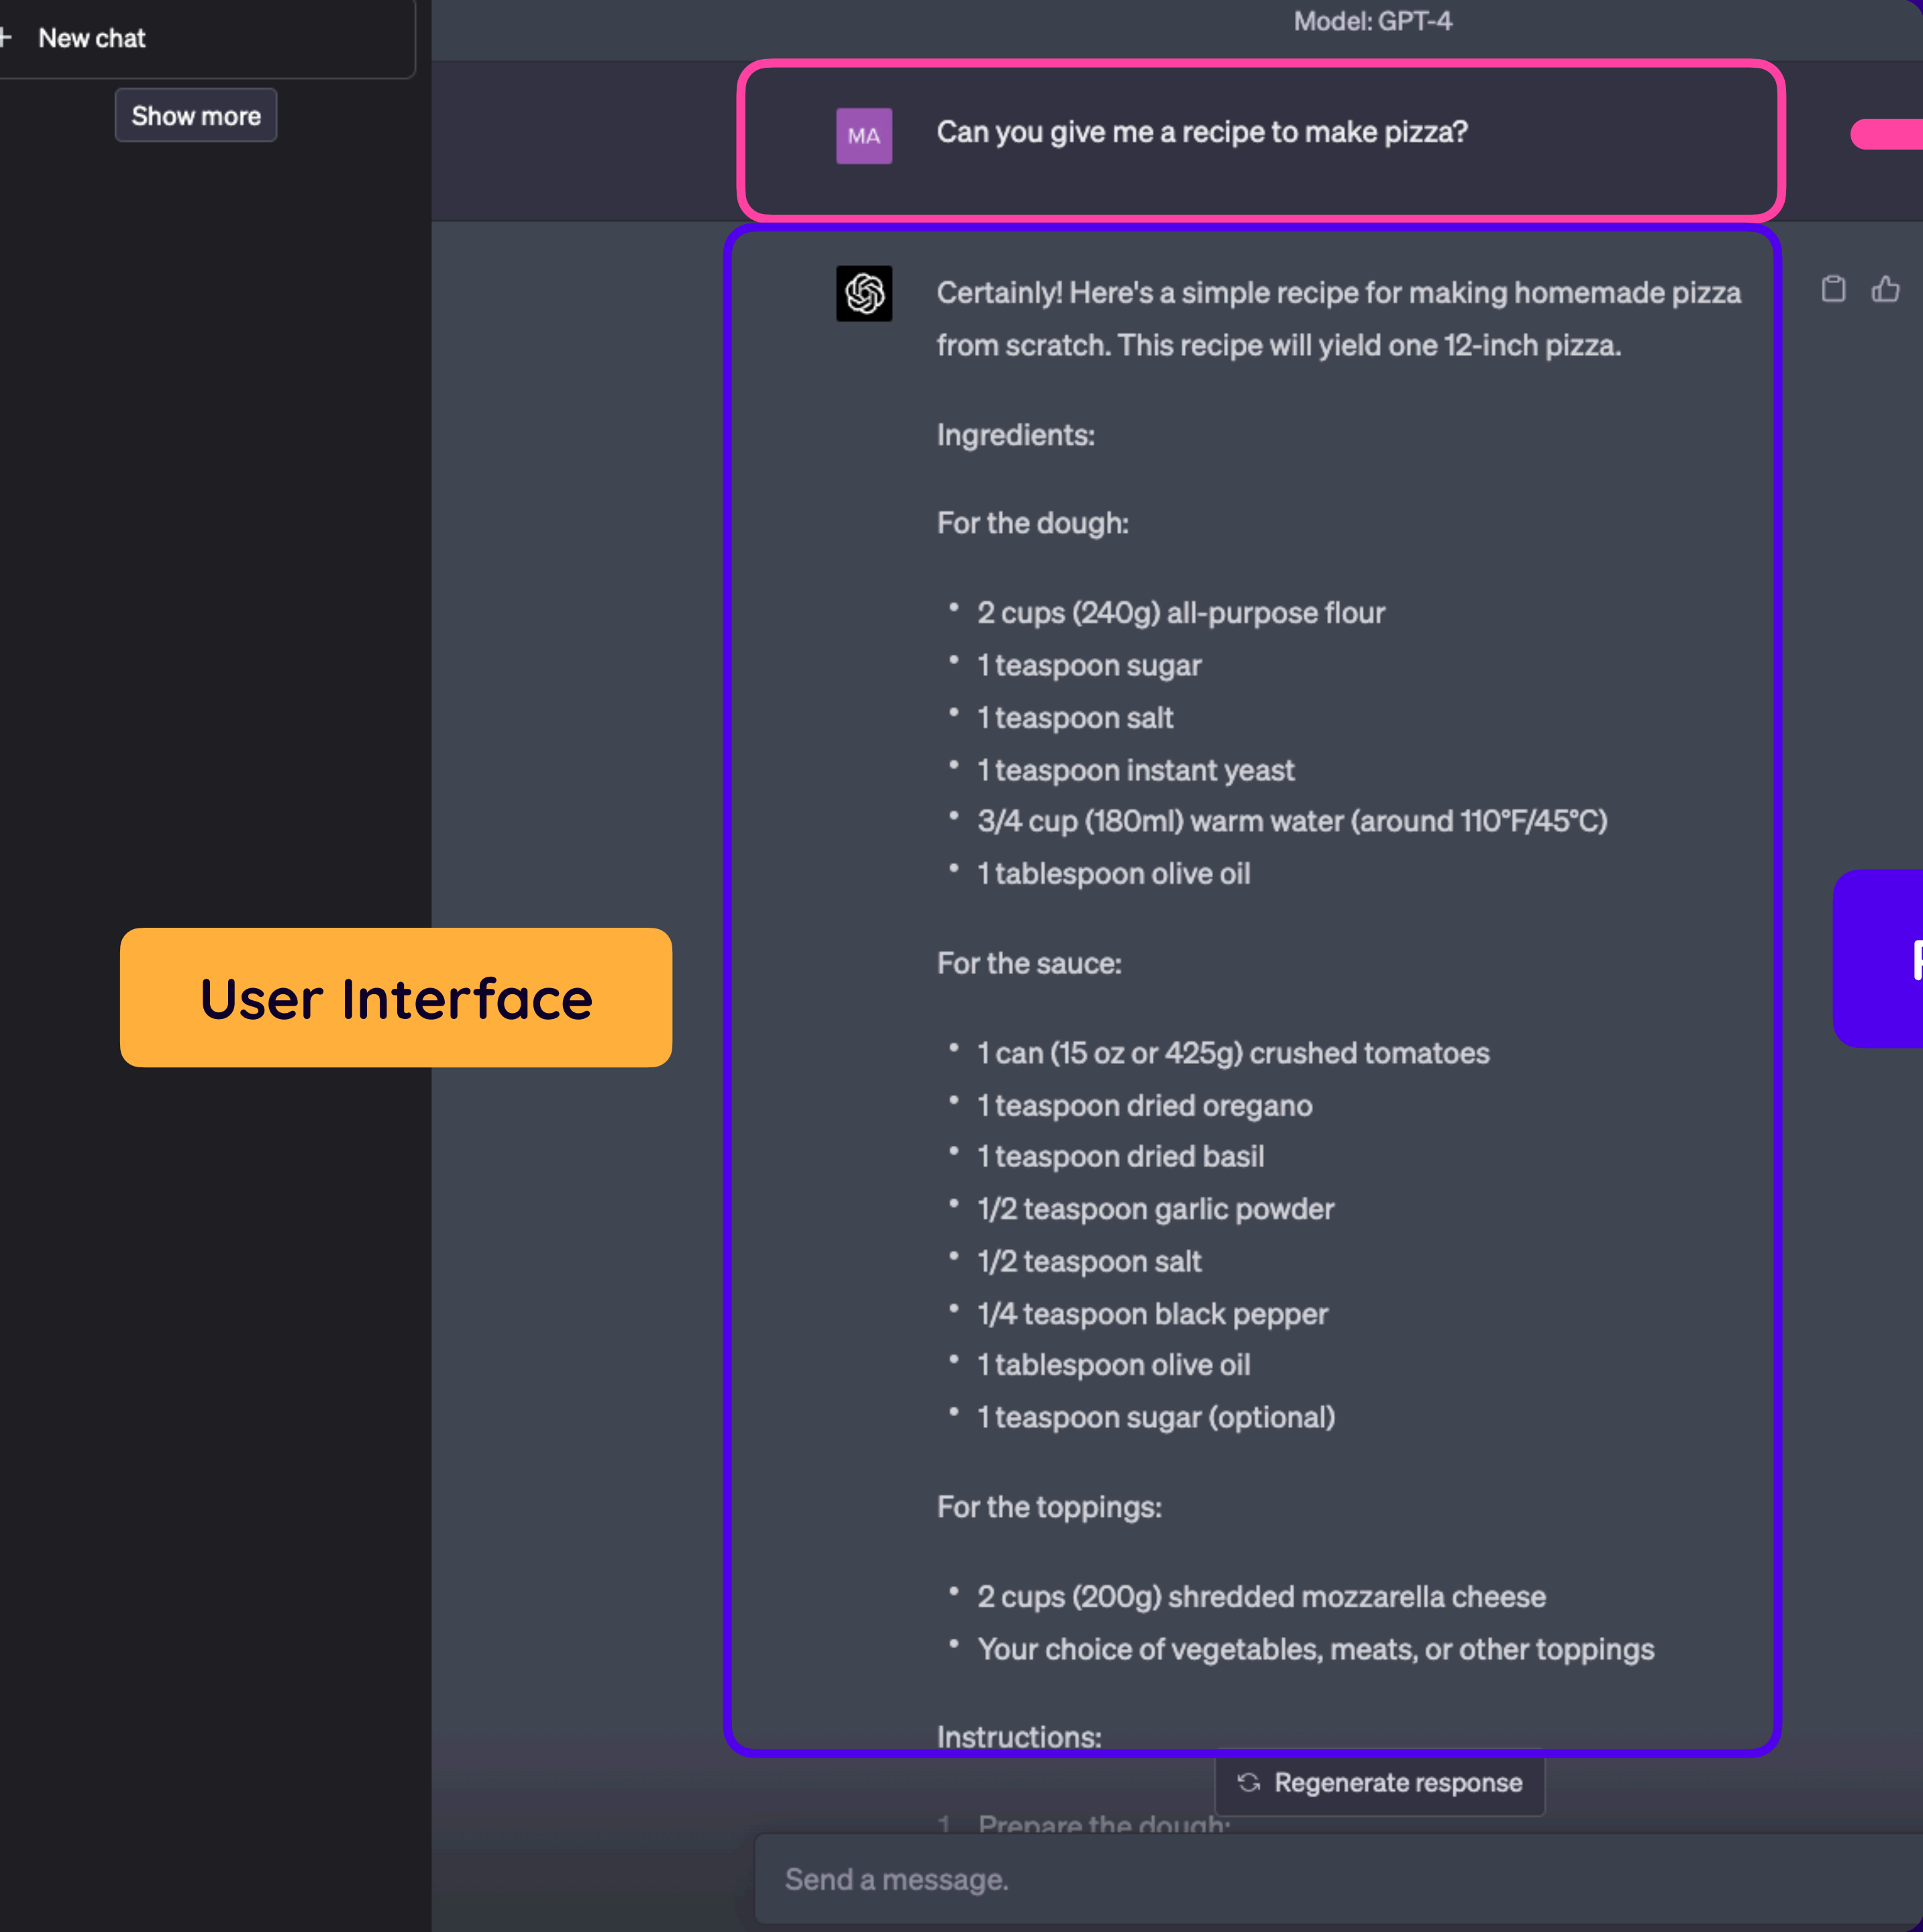 New chat
Show more
Model: GPT-4
MA
Can you give me a recipe to make pizza?
Certainly! Here's a simple recipe for making homemade pizza
from scratch. This recipe will yield one 12-inch pizza.
Ingredients:
For the dough:
• 2 cups (240g) all-purpose flour
• 1 teaspoon sugar
• 1 teaspoon salt
• 1 teaspoon instant yeast
• 3/4 cup (180ml) warm water (around 110°F/45°C)
• 1 tablespoon olive oil
User Interface
For the sauce:
• 1 can (15 oz or 425g) crushed tomatoes
• 1 teaspoon dried oregano
• 1 teaspoon dried basil
• 1/2 teaspoon garlic powder
• 1/2 teaspoon salt
• 1/4 teaspoon black pepper
• 1 tablespoon olive oil
• 1 teaspoon sugar (optional)
For the toppings:
• 2 cups (200g) shredded mozzarella cheese
• Your choice of vegetables, meats, or other toppings
Instructions:
Regenerate response
1 Prepare the dough:
Send a message.